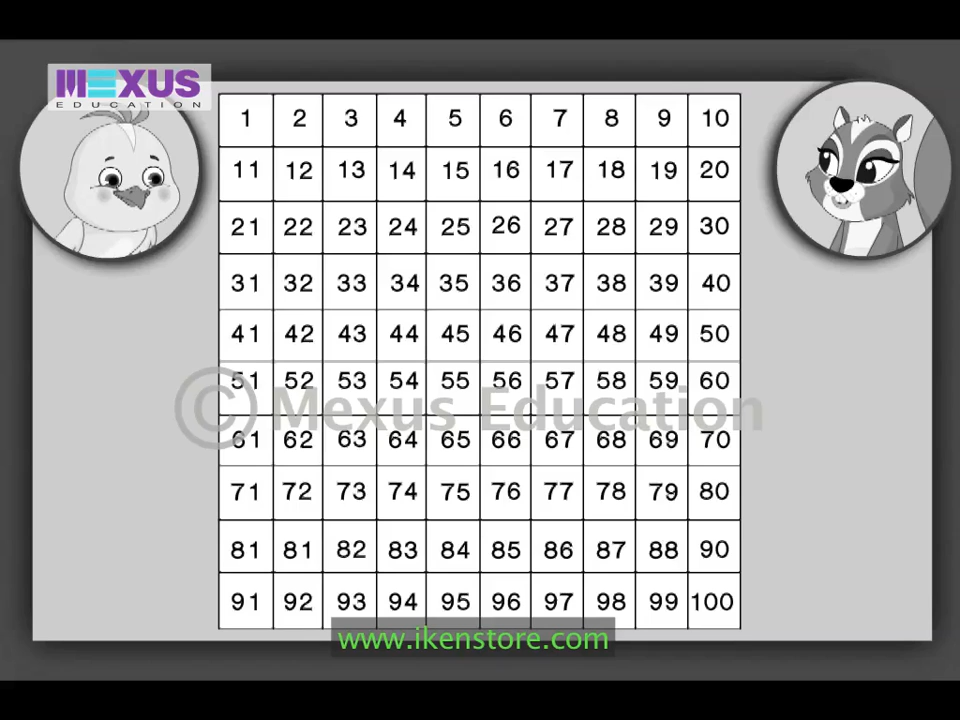 MEXUS
EDUCATION
1 2 3 4 5 6 7 8 9 10
11 12 13 14 15 16 17 18 19 20
21 22 23 24 25 26 27 28 29 30
31 32 33 34 35 36 37 38 39 40
41 42 43 44 45 46 47 48 49 50
51 52 53 54 55 56 57 58 59 60
© Mexus Education
61 62 63 64 65 66 67 68 69 70
71 72 73 74 75 76 77 78 79 80
81 81 82 83 84 85 86 87 88 90
91 92 93 94 95 96 97 98 99 100
www.ikenstore.com